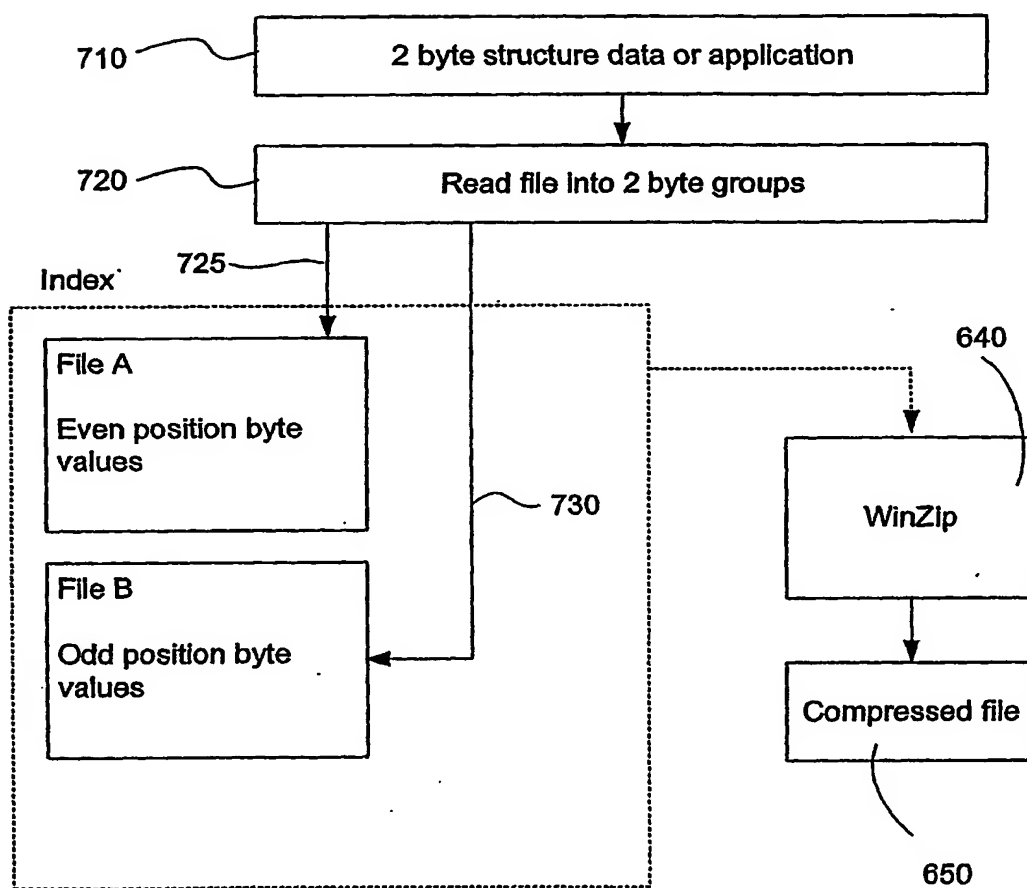 710
2 byte structure data or application
720
Read file into 2 byte groups
725
Index
File A
Even position byte
values
640
WinZip
730
File B
Odd position byte
values
Compressed file
650